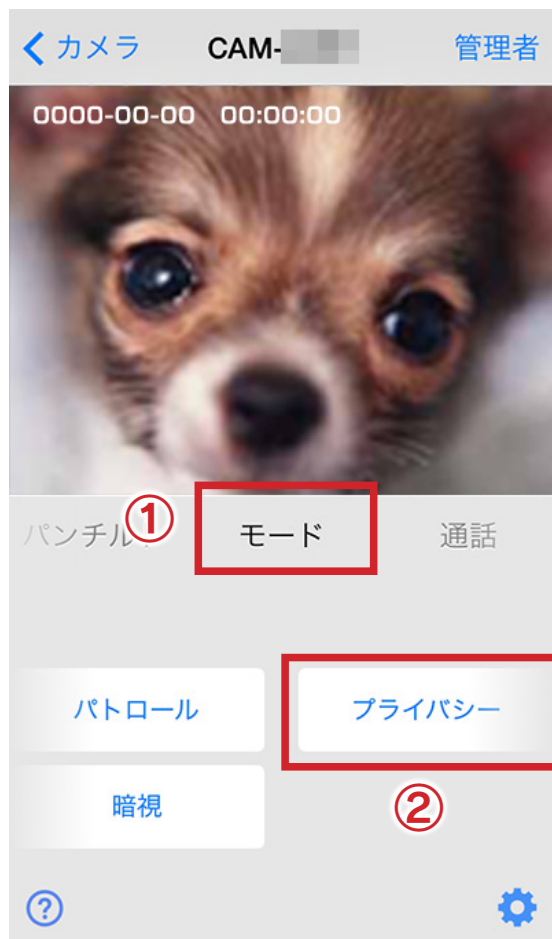 カメラ CAM- 管理者
0000-00-00 00:00:00
パンチル ① モード 通話
パトロール プライバシー
暗視 ②
?